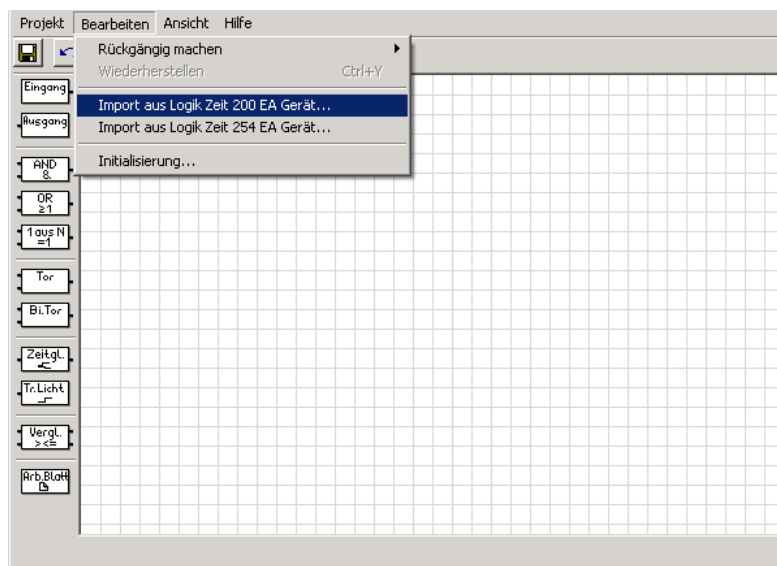 Projekt Bearbeiten Ansicht Hilfe
Rückgängig machen
Wiederherstellen Ctrl+Y
Import aus Logik Zeit 200 EA Gerät...
Import aus Logik Zeit 254 EA Gerät...
Initialisierung...
Eingang
Ausgang
AND
&
OR
≥1
1 aus N
=1
Tor
Bi.Tor
Zeitgl.
Tr.Licht
Vergl.
><=
Arb.Blatt